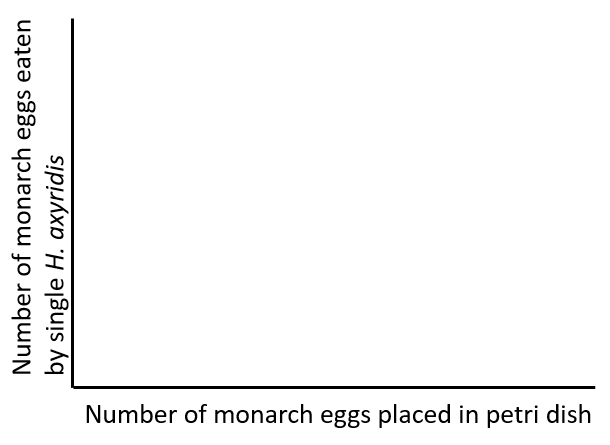 Number of monarch eggs eaten
by single H. axyridis
Number of monarch eggs placed in petri dish